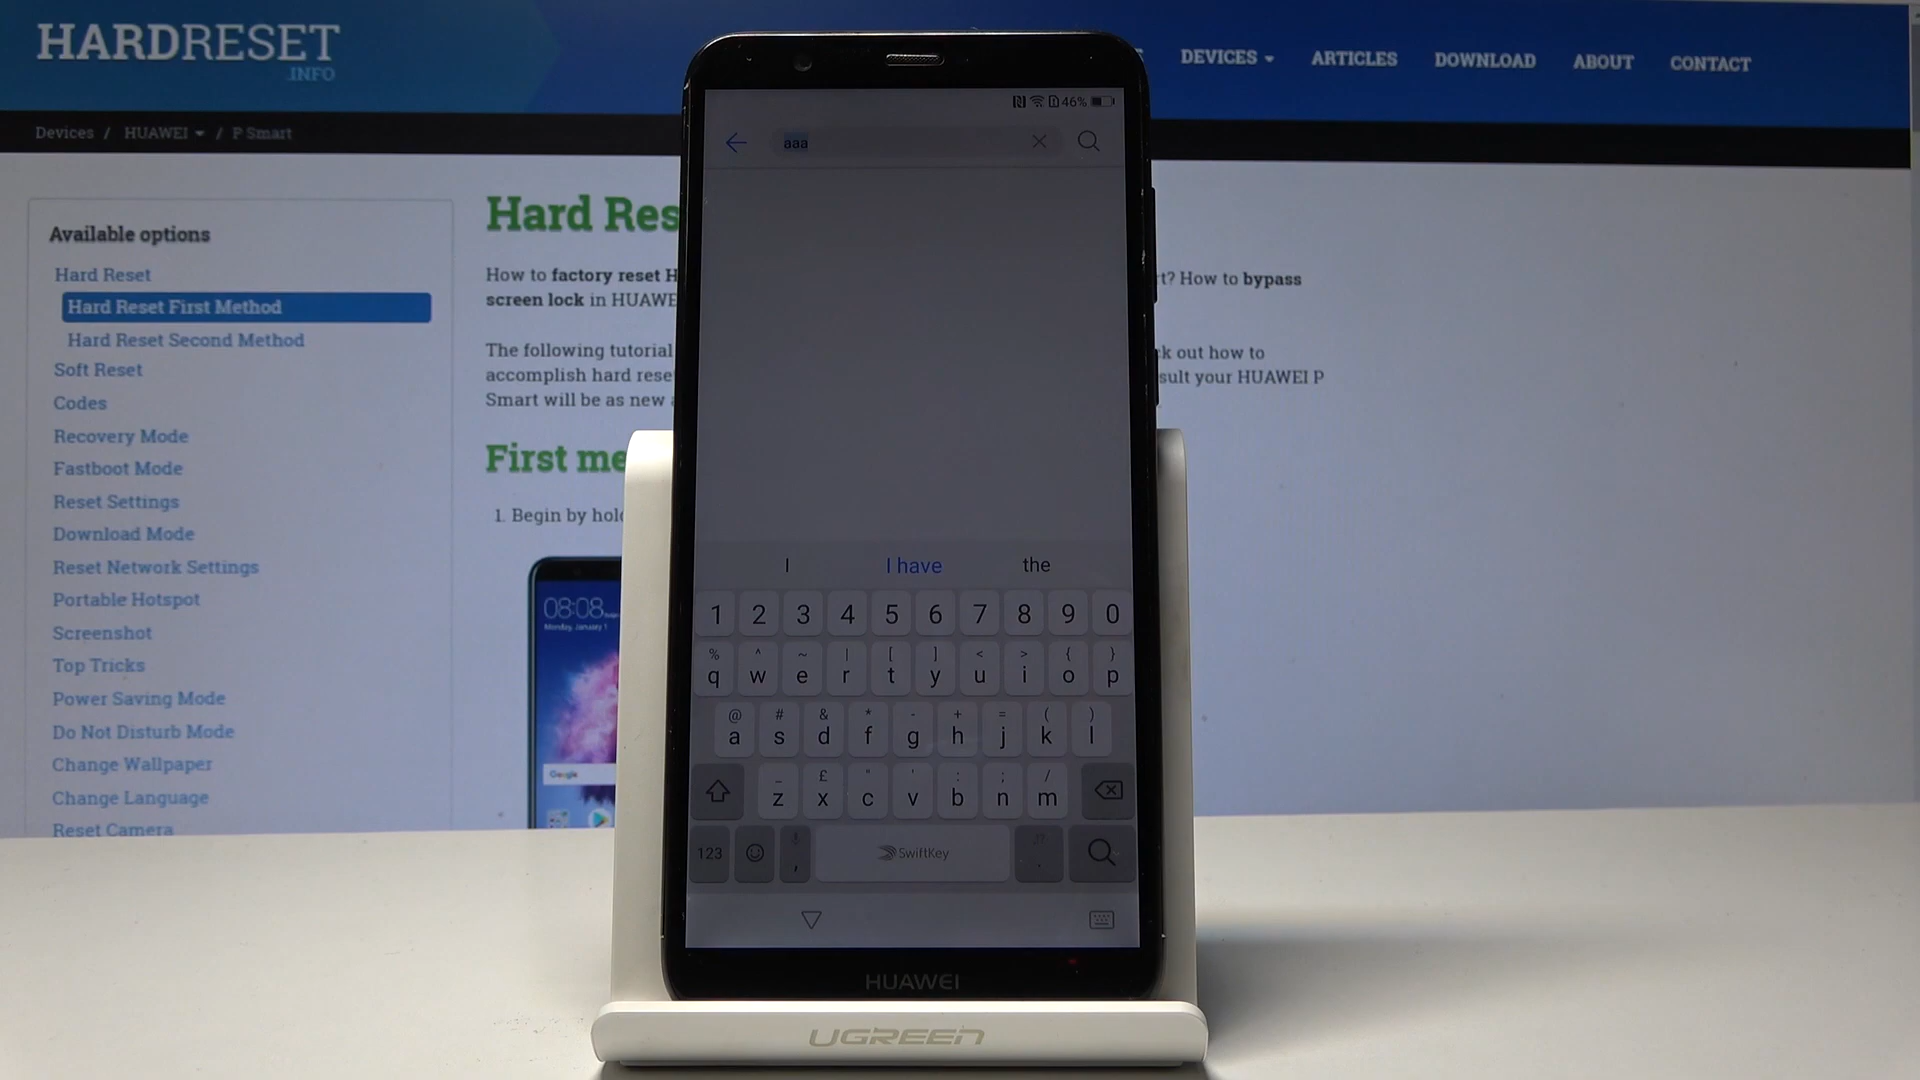 HARDRESET
.INFO
DEVICES ARTICLES DOWNLOAD ABOUT CONTACT
Devices / HUAWEI / P Smart
Available options
Hard Reset
Hard Reset First Method
Hard Reset Second Method
Soft Reset
Codes
Recovery Mode
Fastboot Mode
Reset Settings
Download Mode
Reset Network Settings
Portable Hotspot
Screenshot
Top Tricks
Power Saving Mode
Do Not Disturb Mode
Change Wallpaper
Change Language
Reset Camera
Hard Res
How to factory reset H
rt? How to bypass
screen lock in HUAWE
The following tutorial
ck out how to
accomplish hard rese
sult your HUAWEI P
Smart will be as new
First me
1. Begin by hol
08:08
Monday, January 1
Google
46%
aaa
I I have the
1 2 3 4 5 6 7 8 9 0
% ^ ~ | [ ] < > { }
q w e r t y u i o p
@ # & * - + = ( )
a s d f g h j k l
_ £ " ' : ; /
z x c v b n m
123 , SwiftKey .
HUAWEI
UGREEN